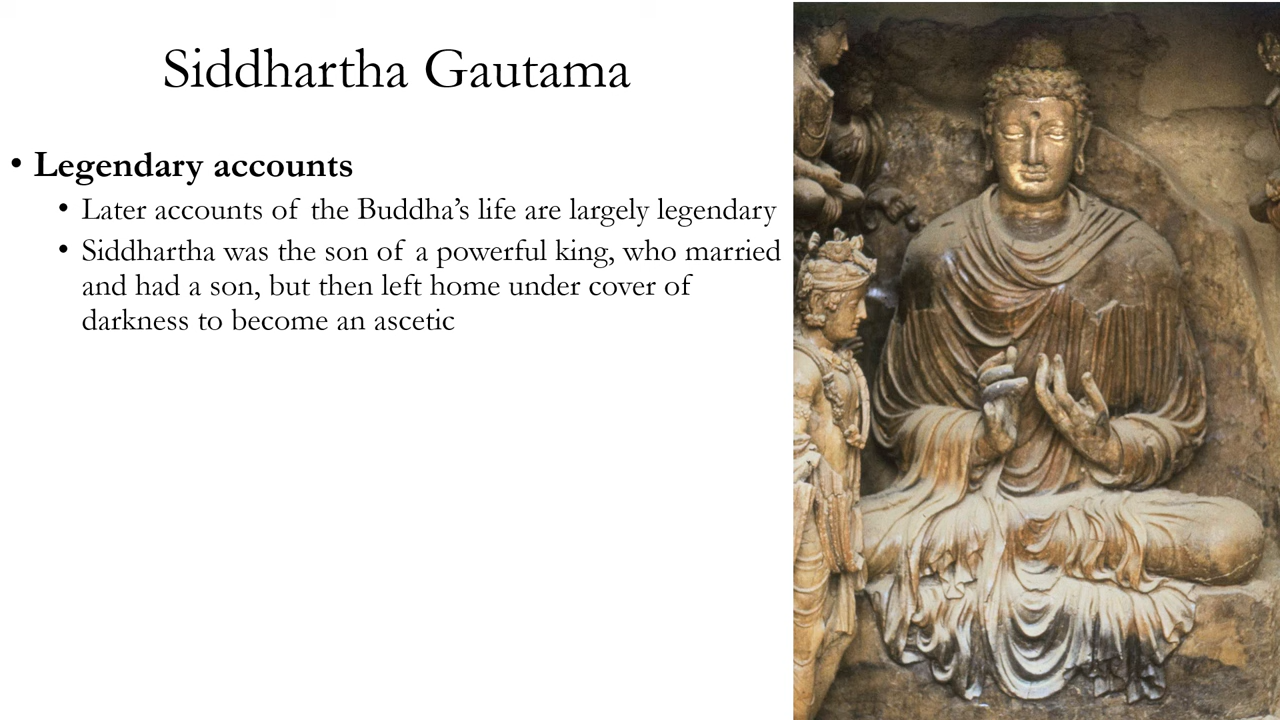 Siddhartha Gautama
• Legendary accounts
• Later accounts of the Buddha’s life are largely legendary
• Siddhartha was the son of a powerful king, who married
and had a son, but then left home under cover of
darkness to become an ascetic